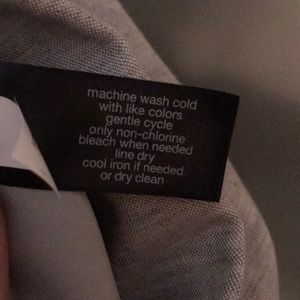 machine wash cold
with like colors
gentle cycle
only non-chlorine
bleach when needed
line dry
cool iron if needed
or dry clean